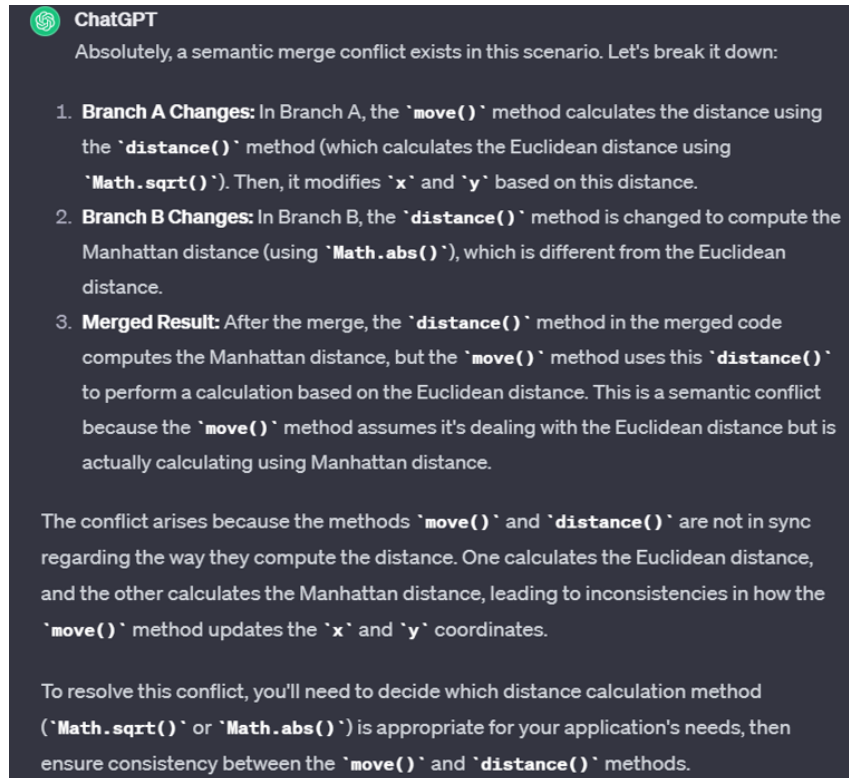 ChatGPT
Absolutely, a semantic merge conflict exists in this scenario. Let's break it down:
1. Branch A Changes: In Branch A, the `move()` method calculates the distance using
the `distance()` method (which calculates the Euclidean distance using
`Math.sqrt()`). Then, it modifies `x` and `y` based on this distance.
2. Branch B Changes: In Branch B, the `distance()` method is changed to compute the
Manhattan distance (using `Math.abs()`), which is different from the Euclidean
distance.
3. Merged Result: After the merge, the `distance()` method in the merged code
computes the Manhattan distance, but the `move()` method uses this `distance()`
to perform a calculation based on the Euclidean distance. This is a semantic conflict
because the `move()` method assumes it's dealing with the Euclidean distance but is
actually calculating using Manhattan distance.
The conflict arises because the methods `move()` and `distance()` are not in sync
regarding the way they compute the distance. One calculates the Euclidean distance,
and the other calculates the Manhattan distance, leading to inconsistencies in how the
`move()` method updates the `x` and `y` coordinates.
To resolve this conflict, you'll need to decide which distance calculation method
(`Math.sqrt()` or `Math.abs()`) is appropriate for your application's needs, then
ensure consistency between the `move()` and `distance()` methods.